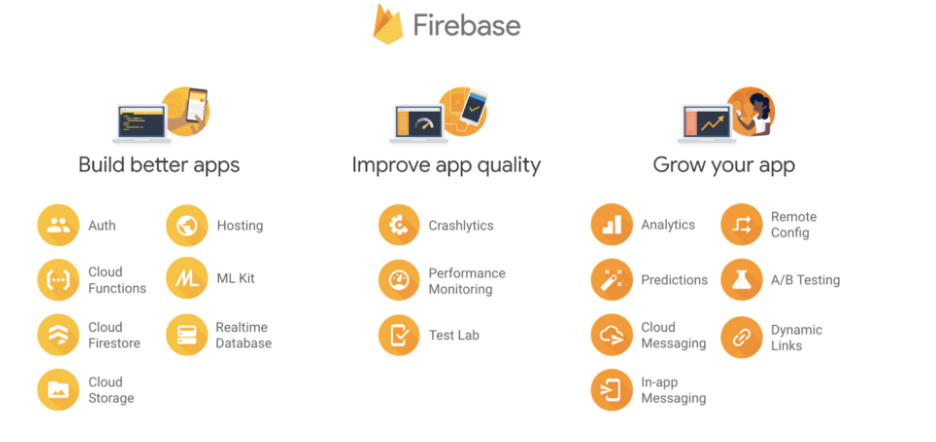 Firebase
Build better apps
Auth
Hosting
Cloud
Functions
ML Kit
Cloud
Firestore
Realtime
Database
Cloud
Storage
Improve app quality
Crashlytics
Performance
Monitoring
Test Lab
Grow your app
Analytics
Remote
Config
Predictions
A/B Testing
Cloud
Messaging
Dynamic
Links
In-app
Messaging